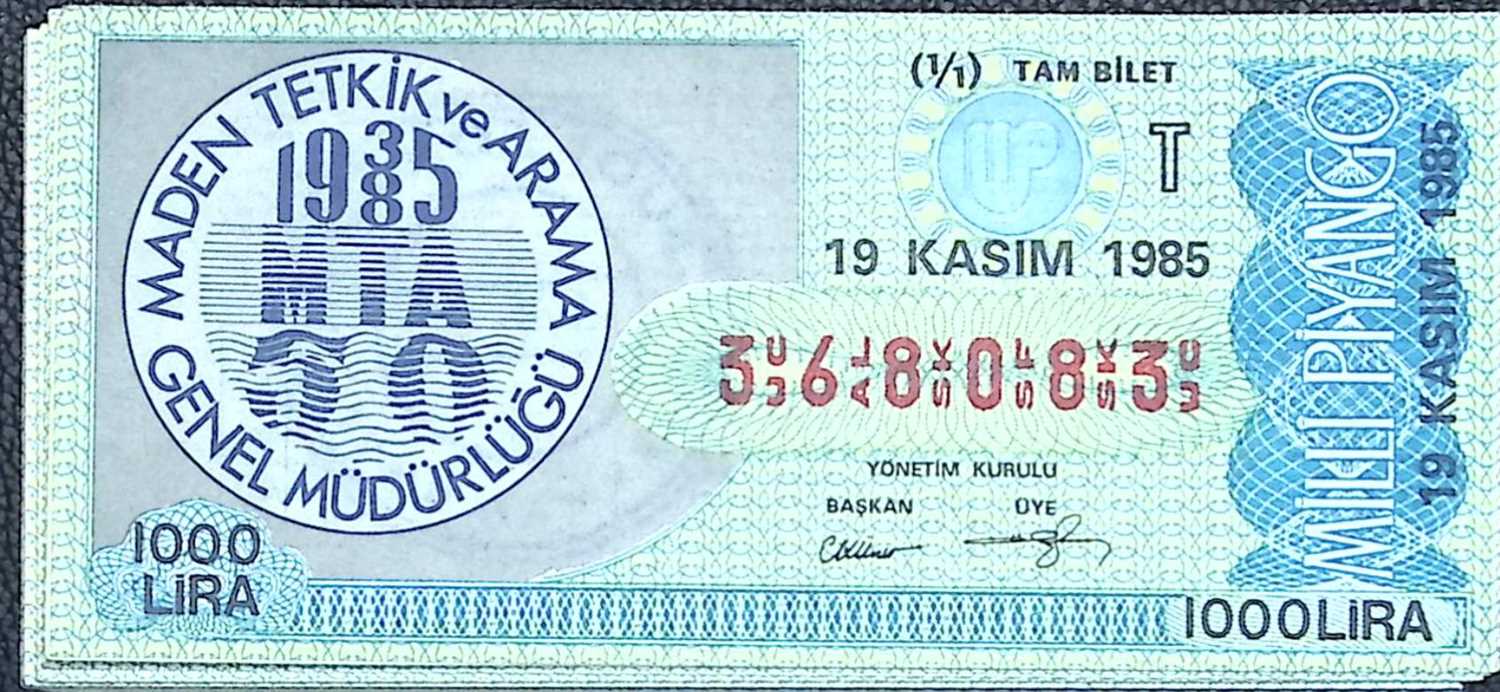 MADEN TETKİK ve ARAMA
GENEL MÜDÜRLÜĞÜ
1935
1985
MTA
50
1000
LİRA
(1/1) TAM BİLET
MP
T
19 KASIM 1985
3 6 8 0 8 3
YÖNETİM KURULU
BAŞKAN ÜYE
MİLLİ PİYANGO
19 KASIM 1985
1000 LİRA